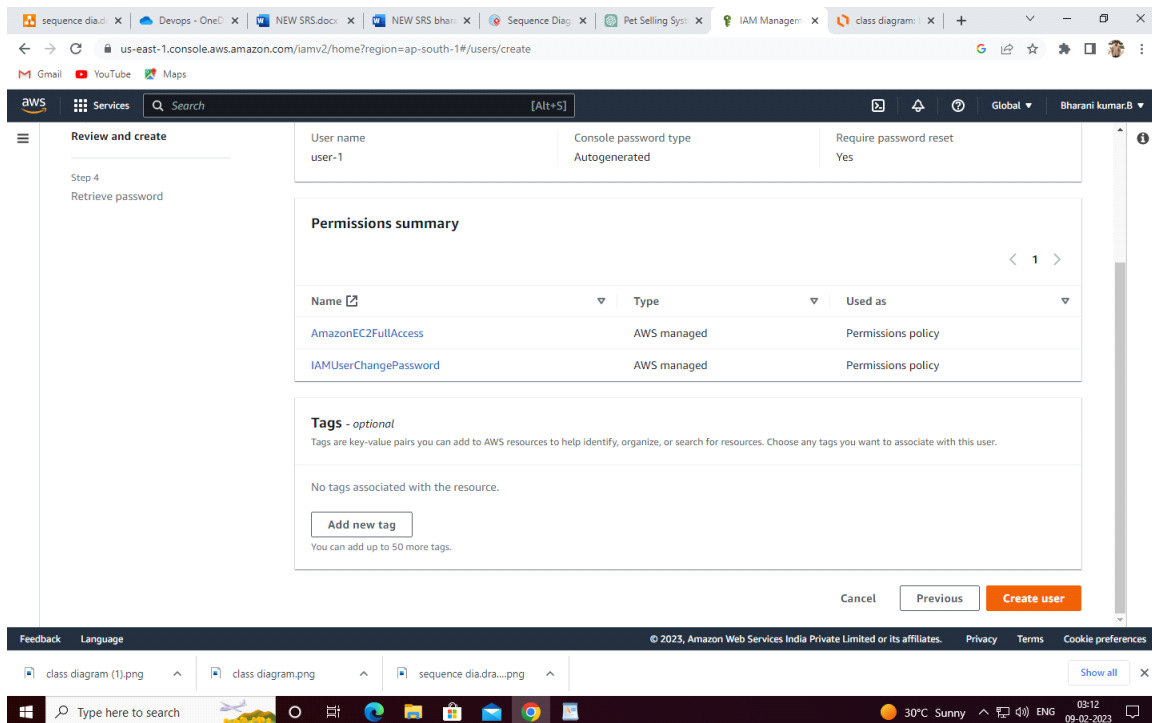 sequence dia.d
Devops - OneD
NEW SRS.docx
NEW SRS bhara
Sequence Diag
Pet Selling Syst
IAM Managem
class diagram:
us-east-1.console.aws.amazon.com/iamv2/home?region=ap-south-1#/users/create
Gmail
YouTube
Maps
aws
Services
Search
[Alt+S]
Global
Bharani kumar.B
Review and create
Step 4
Retrieve password
User name
user-1
Console password type
Autogenerated
Require password reset
Yes
Permissions summary
1
Name
Type
Used as
AmazonEC2FullAccess
AWS managed
Permissions policy
IAMUserChangePassword
AWS managed
Permissions policy
Tags - optional
Tags are key-value pairs you can add to AWS resources to help identify, organize, or search for resources. Choose any tags you want to associate with this user.
No tags associated with the resource.
Add new tag
You can add up to 50 more tags.
Cancel
Previous
Create user
Feedback
Language
© 2023, Amazon Web Services India Private Limited or its affiliates.
Privacy
Terms
Cookie preferences
class diagram (1).png
class diagram.png
sequence dia.dra....png
Show all
Type here to search
30°C Sunny
ENG
03:12
09-02-2023